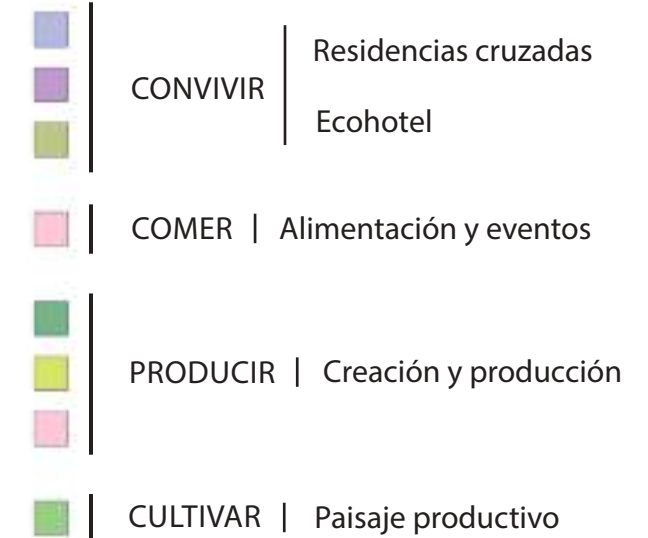 Residencias cruzadas
CONVIVIR
Ecohotel
COMER | Alimentación y eventos
PRODUCIR | Creación y producción
CULTIVAR | Paisaje productivo